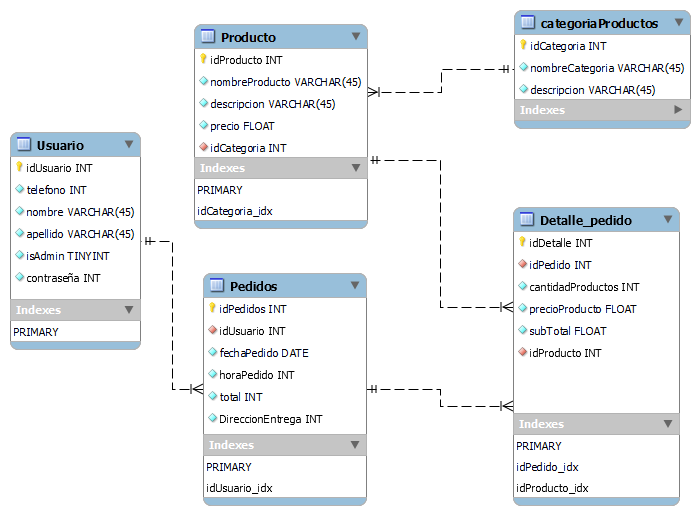 Producto
idProducto INT
nombreProducto VARCHAR(45)
descripcion VARCHAR(45)
precio FLOAT
idCategoria INT
Indexes
PRIMARY
idCategoria_idx
categoriaProductos
idCategoria INT
nombreCategoria VARCHAR(45)
descripcion VARCHAR(45)
Indexes
Usuario
idUsuario INT
telefono INT
nombre VARCHAR(45)
apellido VARCHAR(45)
isAdmin TINYINT
contraseña INT
Indexes
PRIMARY
Pedidos
idPedidos INT
idUsuario INT
fechaPedido DATE
horaPedido INT
total INT
DireccionEntrega INT
Indexes
PRIMARY
idUsuario_idx
Detalle_pedido
idDetalle INT
idPedido INT
cantidadProductos INT
precioProducto FLOAT
subTotal FLOAT
idProducto INT
Indexes
PRIMARY
idPedido_idx
idProducto_idx